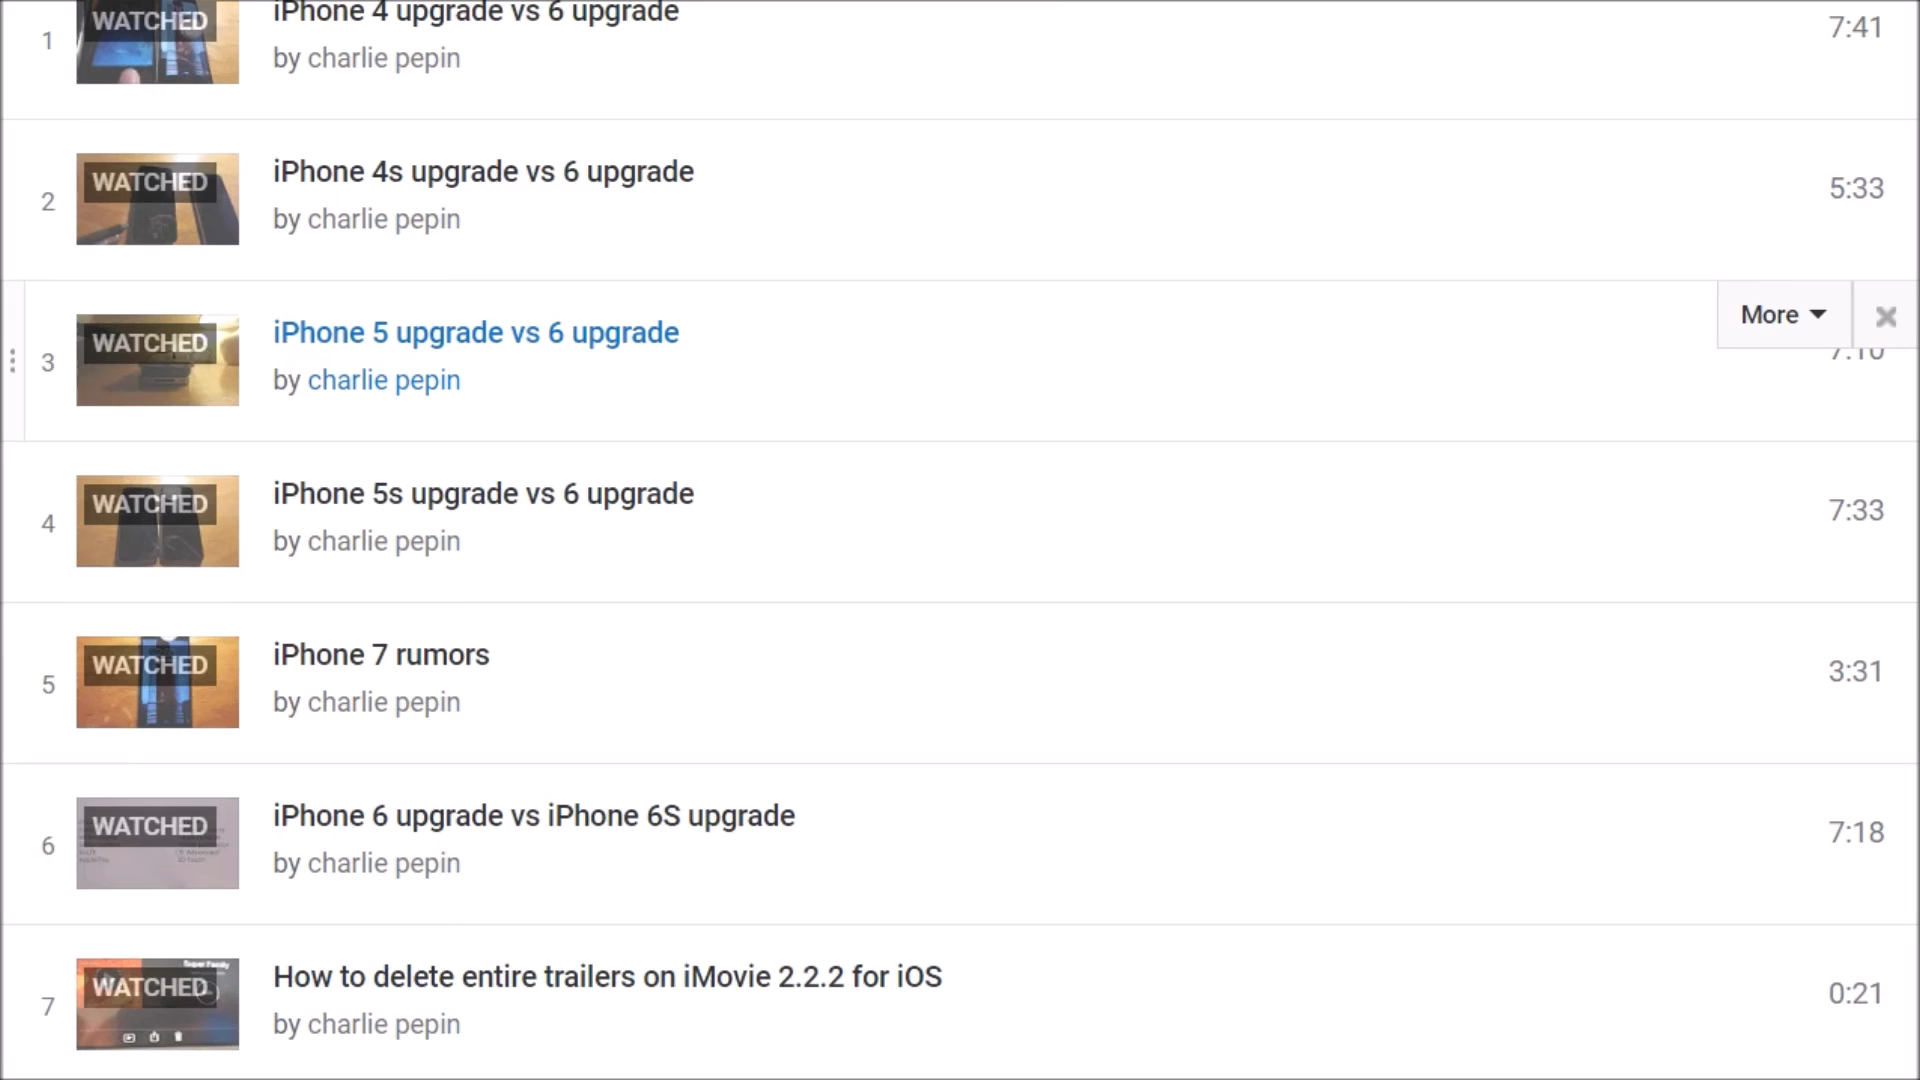 1
WATCHED
iPhone 4 upgrade vs 6 upgrade
by charlie pepin
7:41
2
WATCHED
iPhone 4s upgrade vs 6 upgrade
by charlie pepin
5:33
3
WATCHED
iPhone 5 upgrade vs 6 upgrade
by charlie pepin
More
4
WATCHED
iPhone 5s upgrade vs 6 upgrade
by charlie pepin
7:33
5
WATCHED
iPhone 7 rumors
by charlie pepin
3:31
6
WATCHED
iPhone 6 upgrade vs iPhone 6S upgrade
by charlie pepin
7:18
7
WATCHED
How to delete entire trailers on iMovie 2.2.2 for iOS
by charlie pepin
0:21